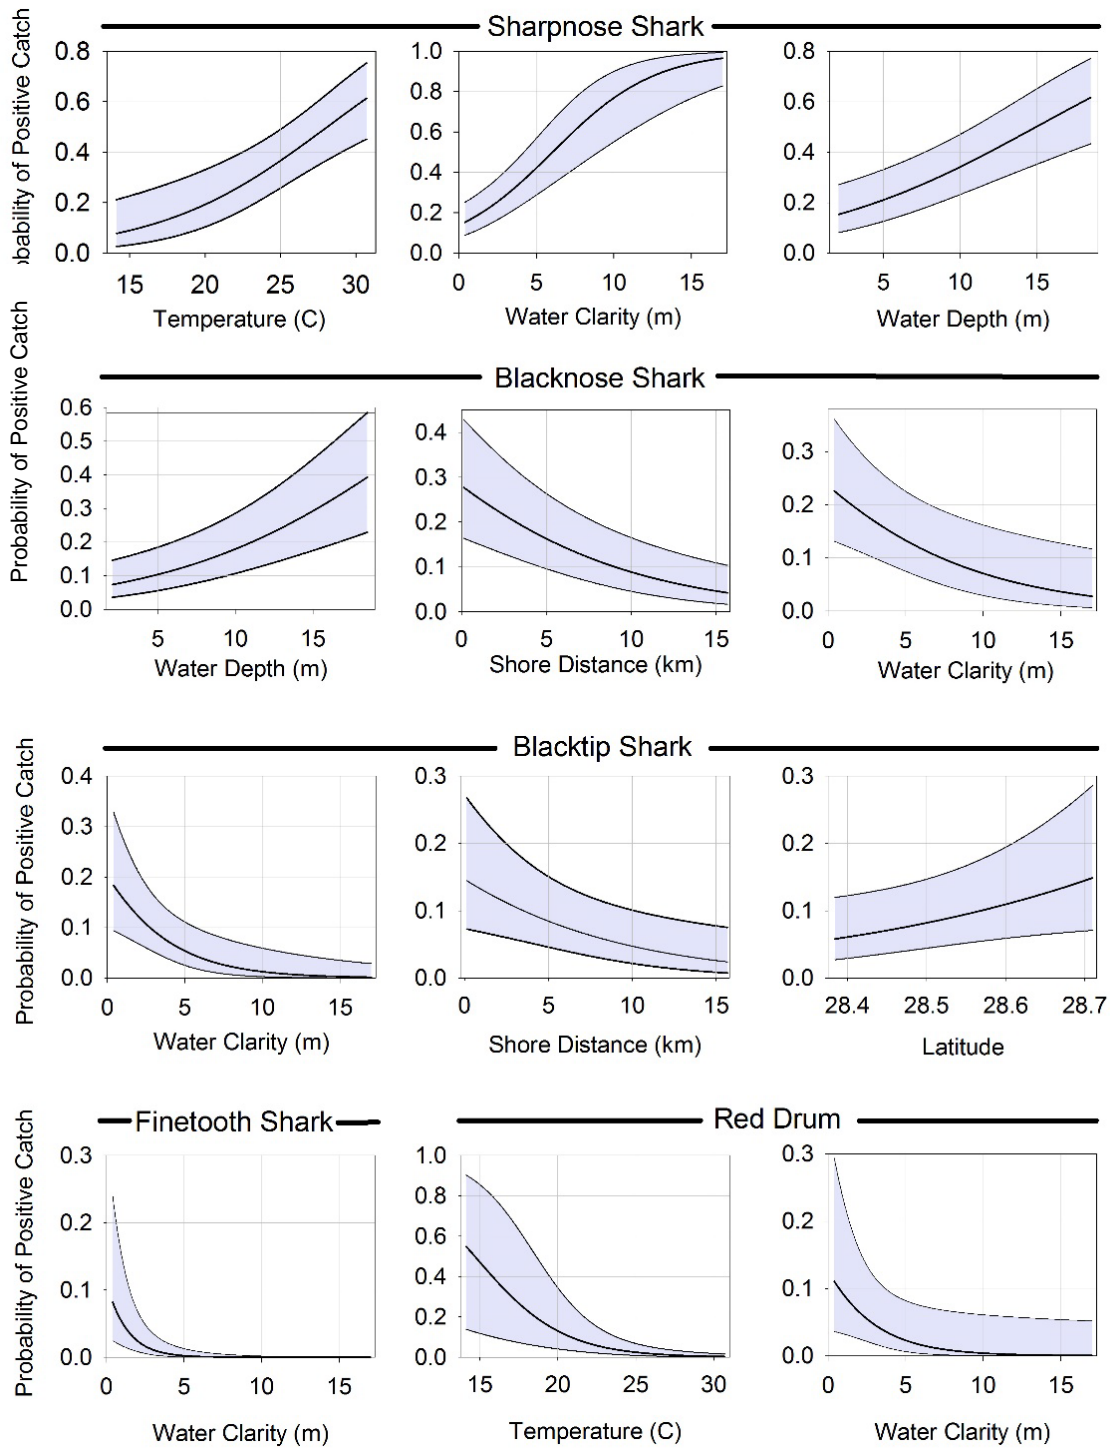 Sharpnose Shark
obability of Positive Catch
0.8
0.6
0.4
0.2
0.0
15 20 25 30
Temperature (C)
1.0
0.8
0.6
0.4
0.2
0.0
0 5 10 15
Water Clarity (m)
0.8
0.6
0.4
0.2
0.0
5 10 15
Water Depth (m)
Blacknose Shark
Probability of Positive Catch
0.6
0.5
0.4
0.3
0.2
0.1
0.0
5 10 15
Water Depth (m)
0.4
0.3
0.2
0.1
0.0
0 5 10 15
Shore Distance (km)
0.3
0.2
0.1
0.0
0 5 10 15
Water Clarity (m)
Blacktip Shark
Probability of Positive Catch
0.4
0.3
0.2
0.1
0.0
0 5 10 15
Water Clarity (m)
0.3
0.2
0.1
0.0
0 5 10 15
Shore Distance (km)
0.3
0.2
0.1
0.0
28.4 28.5 28.6 28.7
Latitude
Finetooth Shark
Probability of Positive Catch
0.3
0.2
0.1
0.0
0 5 10 15
Water Clarity (m)
Red Drum
1.0
0.8
0.6
0.4
0.2
0.0
15 20 25 30
Temperature (C)
0.3
0.2
0.1
0.0
0 5 10 15
Water Clarity (m)